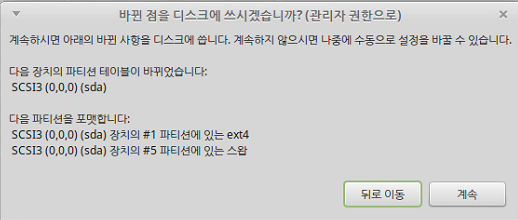 바뀐 점을 디스크에 쓰시겠습니까? (관리자 권한으로)
계속하시면 아래의 바뀐 사항을 디스크에 씁니다. 계속하지 않으시면 나중에 수동으로 설정을 바꿀 수 있습니다.
다음 장치의 파티션 테이블이 바뀌었습니다:
SCSI3 (0,0,0) (sda)
다음 파티션을 포맷합니다:
SCSI3 (0,0,0) (sda) 장치의 #1 파티션에 있는 ext4
SCSI3 (0,0,0) (sda) 장치의 #5 파티션에 있는 스왑
뒤로 이동
계속